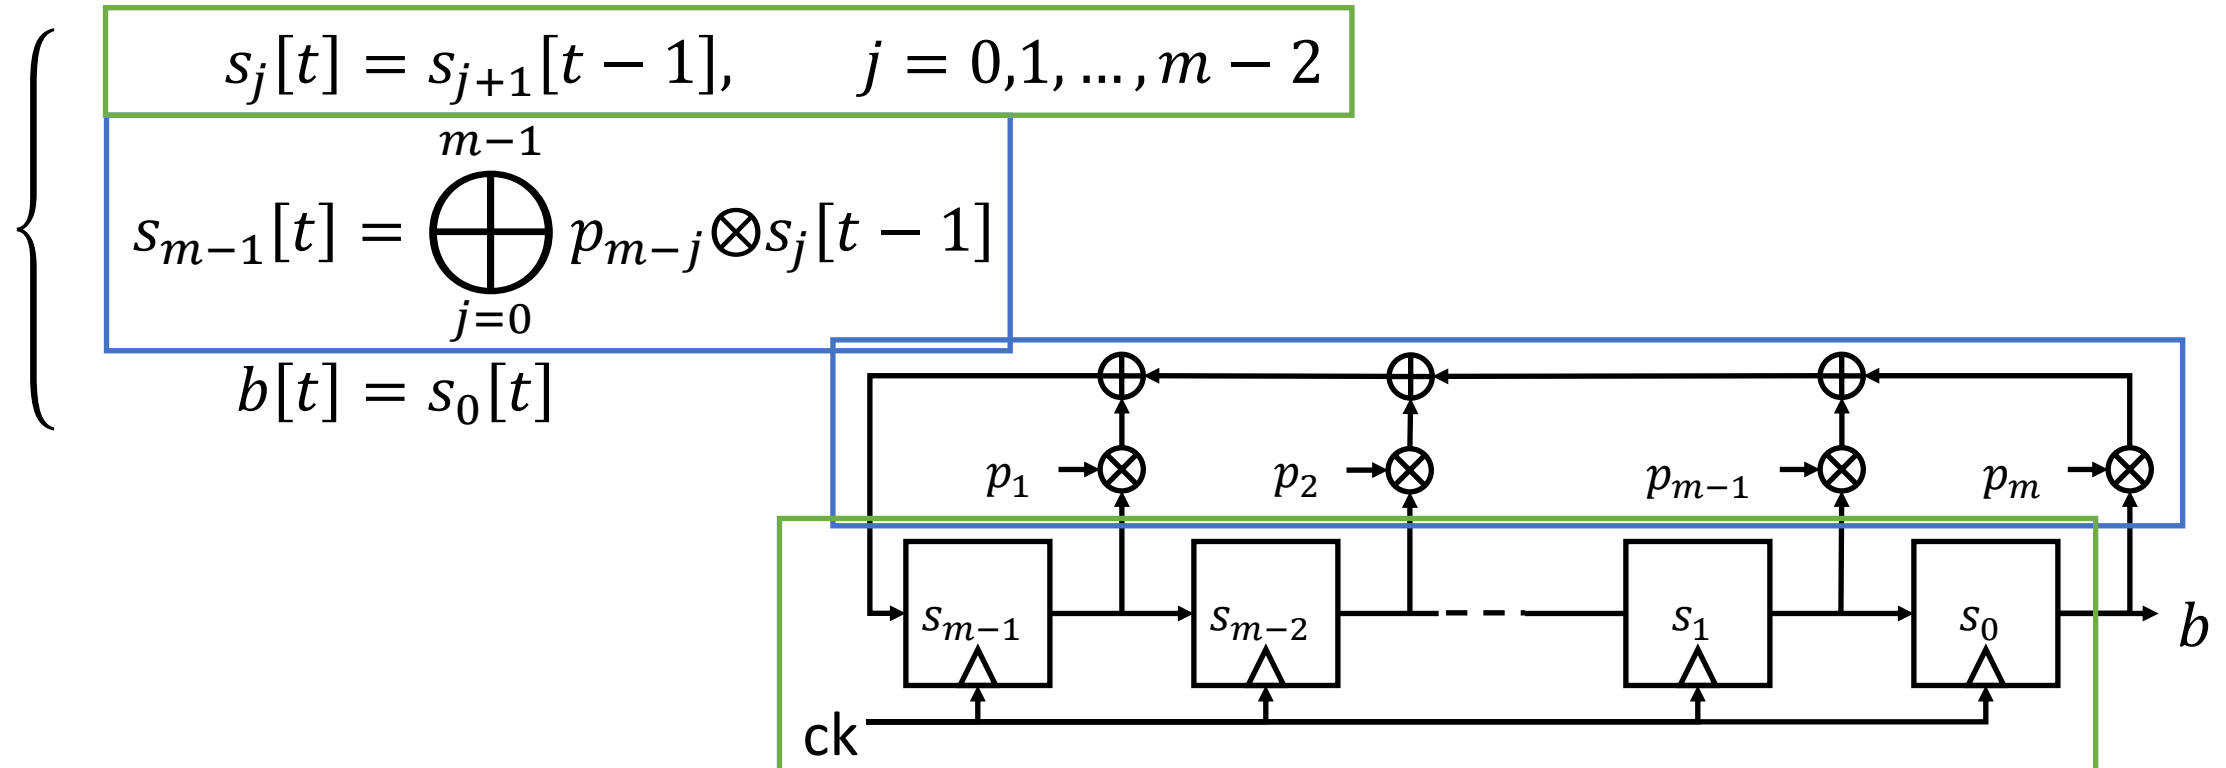 s_j[t] = s_{j+1}[t − 1], j = 0,1, … , m − 2
s_{m−1}[t] = ⨁_{j=0}^{m−1} p_{m−j}⊗s_j[t − 1]
b[t] = s_0[t]
p_1 p_2 p_{m−1} p_m
s_{m−1} s_{m−2} s_1 s_0 b
ck